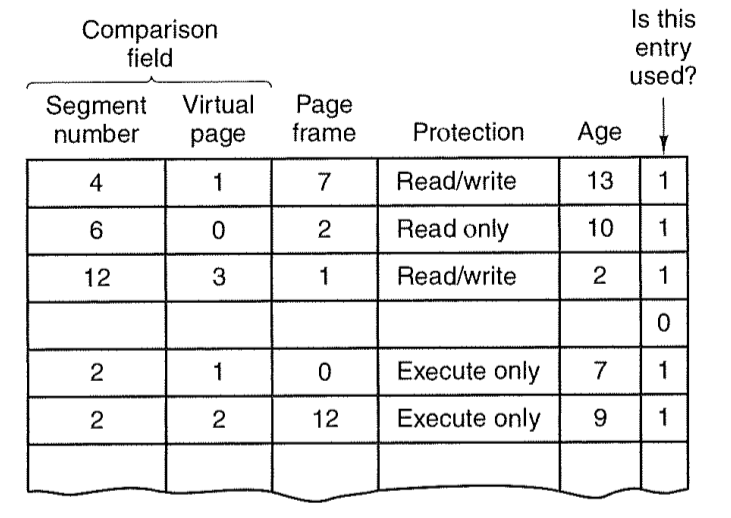 Comparison
field
Is this
entry
used?
Segment
number
Virtual
page
Page
frame
Protection
Age
4 1 7 Read/write 13 1
6 0 2 Read only 10 1
12 3 1 Read/write 2 1
0
2 1 0 Execute only 7 1
2 2 12 Execute only 9 1